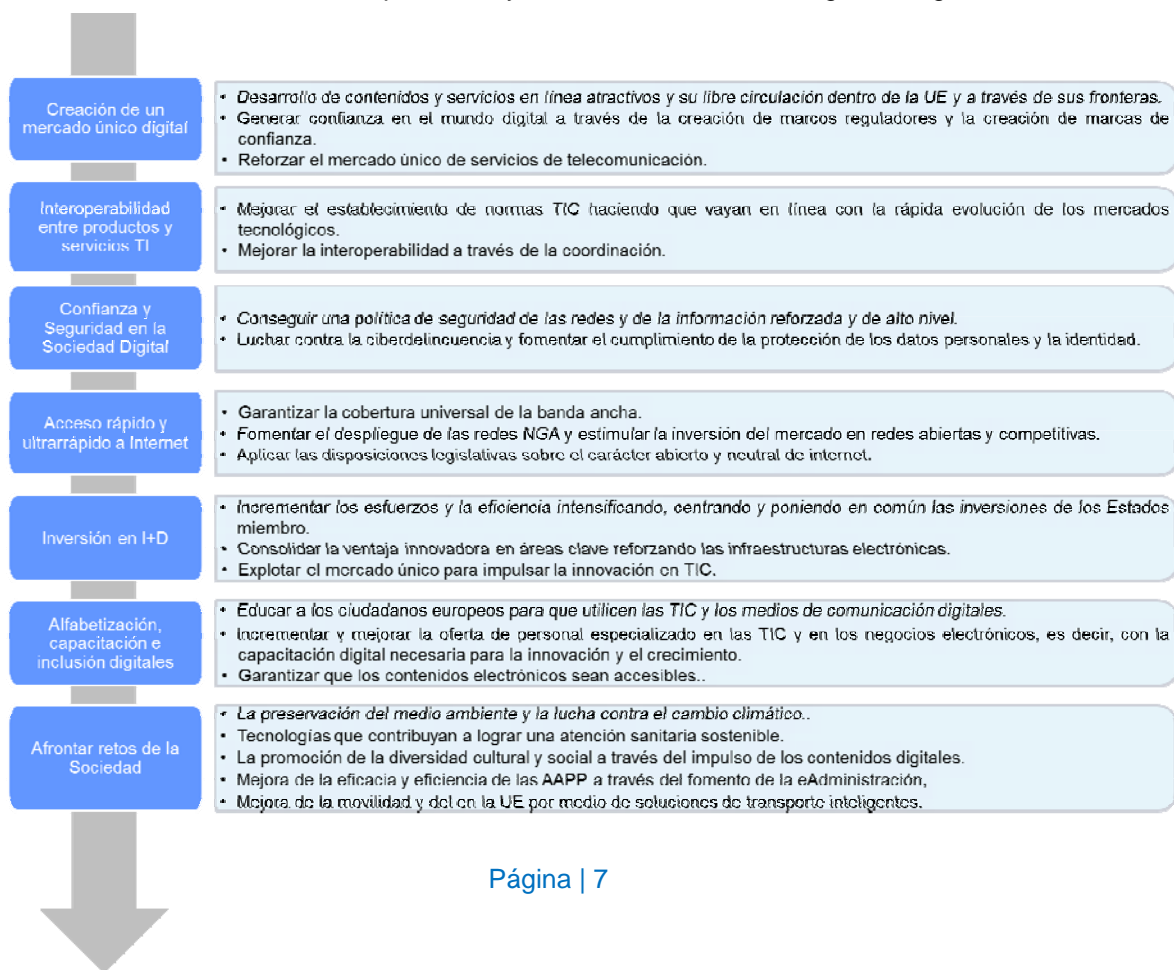 Creación de un
mercado único digital
• Desarrollo de contenidos y servicios en línea atractivos y su libre circulación dentro de la UE y a través de sus fronteras.
• Generar confianza en el mundo digital a través de la creación de marcos reguladores y la creación de marcas de
confianza.
• Reforzar el mercado único de servicios de telecomunicación.
Interoperabilidad
entre productos y
servicios TI
• Mejorar el establecimiento de normas TIC haciendo que vayan en línea con la rápida evolución de los mercados
tecnológicos.
• Mejorar la interoperabilidad a través de la coordinación.
Confianza y
Seguridad en la
Sociedad Digital
• Conseguir una política de seguridad de las redes y de la información reforzada y de alto nivel.
• Luchar contra la ciberdelincuencia y fomentar el cumplimiento de la protección de los datos personales y la identidad.
Acceso rápido y
ultrarrápido a Internet
• Garantizar la cobertura universal de la banda ancha.
• Fomentar el despliegue de las redes NGA y estimular la inversión del mercado en redes abiertas y competitivas.
• Aplicar las disposiciones legislativas sobre el carácter abierto y neutral de internet.
Inversión en I+D
• Incrementar los esfuerzos y la eficiencia intensificando, centrando y poniendo en común las inversiones de los Estados
miembro.
• Consolidar la ventaja innovadora en áreas clave reforzando las infraestructuras electrónicas.
• Explotar el mercado único para impulsar la innovación en TIC.
Alfabetización,
capacitación e
inclusión digitales
• Educar a los ciudadanos europeos para que utilicen las TIC y los medios de comunicación digitales.
• Incrementar y mejorar la oferta de personal especializado en las TIC y en los negocios electrónicos, es decir, con la
capacitación digital necesaria para la innovación y el crecimiento.
• Garantizar que los contenidos electrónicos sean accesibles..
Afrontar retos de la
Sociedad
• La preservación del medio ambiente y la lucha contra el cambio climático..
• Tecnologías que contribuyan a lograr una atención sanitaria sostenible.
• La promoción de la diversidad cultural y social a través del impulso de los contenidos digitales.
• Mejora de la eficacia y eficiencia de las AAPP a través del fomento de la eAdministración,
• Mejora de la movilidad y del en la UE por medio de soluciones de transporte inteligentes.
Página | 7